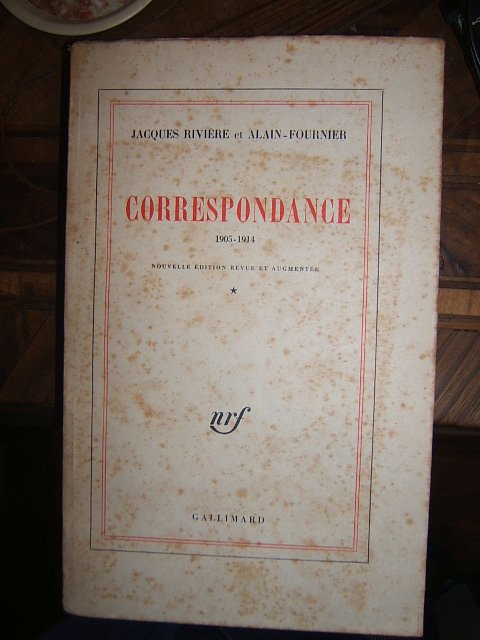 JACQUES RIVIÈRE et ALAIN-FOURNIER
CORRESPONDANCE
1905-1914
NOUVELLE ÉDITION REVUE ET AUGMENTÉE
★
nrf
GALLIMARD